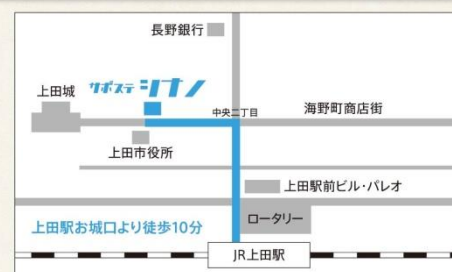 長野銀行
サポステ シナノ
上田城
中央二丁目
海野町商店街
上田市役所
上田駅前ビル・パレオ
ロータリー
上田駅お城口より徒歩10分
JR上田駅